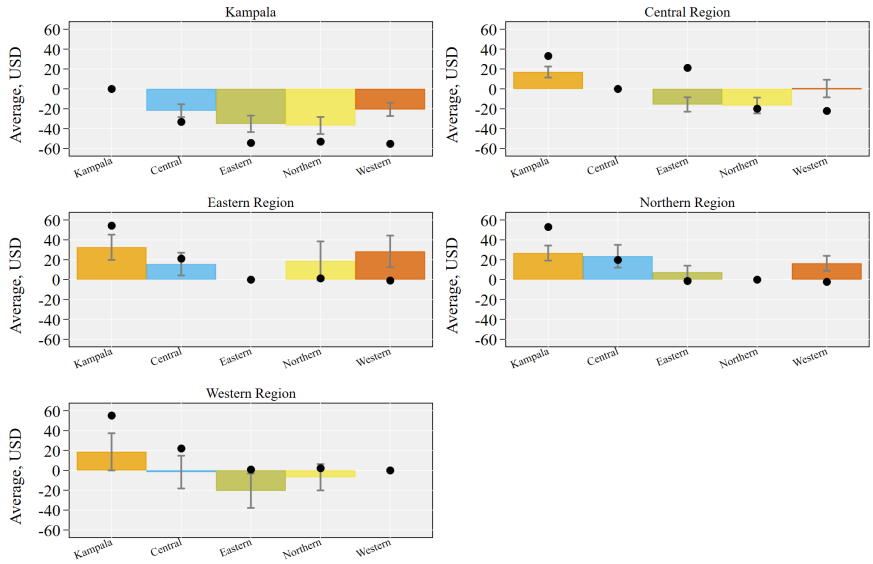 Kampala
Average, USD
60
40
20
0
-20
-40
-60
Kampala
Central
Eastern
Northern
Western
Central Region
Average, USD
60
40
20
0
-20
-40
-60
Kampala
Central
Eastern
Northern
Western
Eastern Region
Average, USD
60
40
20
0
-20
-40
-60
Kampala
Central
Eastern
Northern
Western
Northern Region
Average, USD
60
40
20
0
-20
-40
-60
Kampala
Central
Eastern
Northern
Western
Western Region
Average, USD
60
40
20
0
-20
-40
-60
Kampala
Central
Eastern
Northern
Western